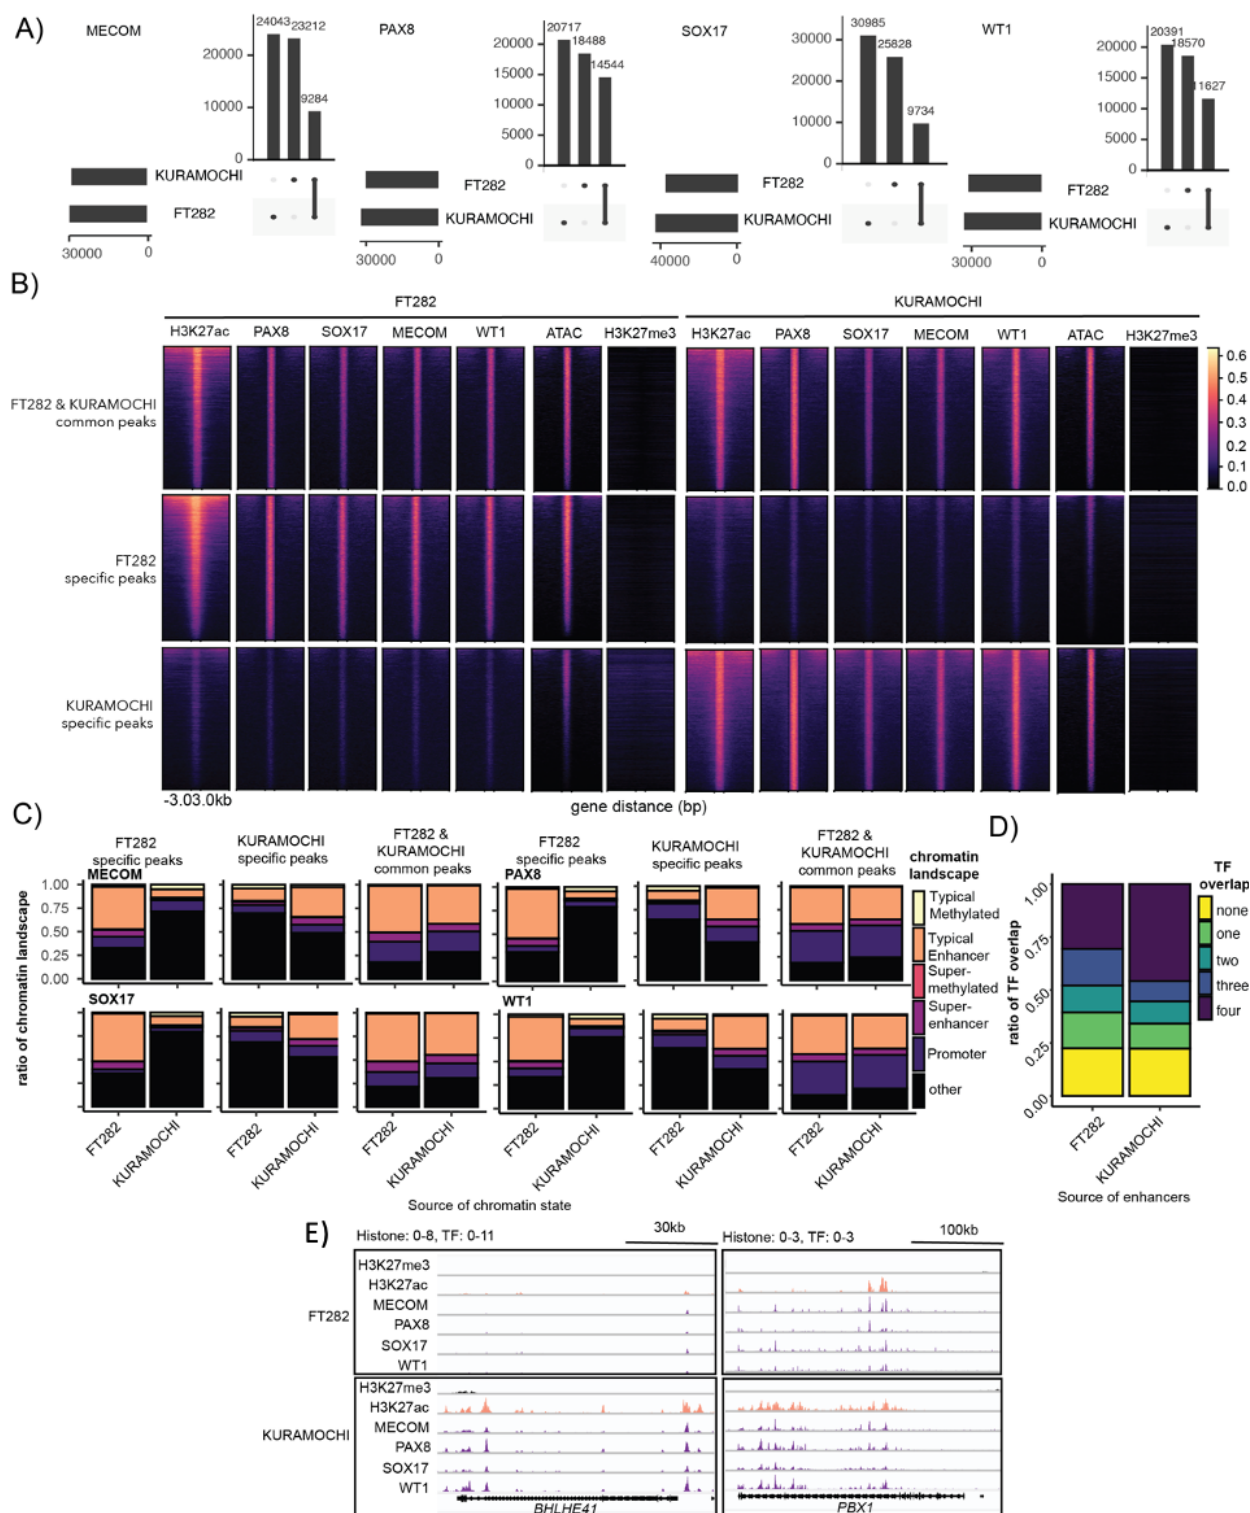 A)
MECOM
24043
23212
9284
20000
10000
0
KURAMOCHI
FT282
30000 0
PAX8
20717
18488
14544
20000
15000
10000
5000
0
FT282
KURAMOCHI
30000 0
SOX17
30985
25828
9734
30000
20000
10000
0
FT282
KURAMOCHI
40000 0
WT1
20391
18570
11627
20000
15000
10000
5000
0
FT282
KURAMOCHI
30000 0
B)
FT282 KURAMOCHI
H3K27ac PAX8 SOX17 MECOM WT1 ATAC H3K27me3 H3K27ac PAX8 SOX17 MECOM WT1 ATAC H3K27me3
FT282 & KURAMOCHI
common peaks
0.6
0.5
0.4
0.3
0.2
0.1
0.0
FT282
specific peaks
KURAMOCHI
specific peaks
-3.03.0kb
gene distance (bp)
C)
FT282
specific peaks
KURAMOCHI
specific peaks
FT282 &
KURAMOCHI
common peaks
FT282
specific peaks
KURAMOCHI
specific peaks
FT282 &
KURAMOCHI
common peaks
MECOM
PAX8
SOX17
WT1
ratio of chromatin landscape
1.00
0.75
0.50
0.25
0.00
FT282 KURAMOCHI FT282 KURAMOCHI FT282 KURAMOCHI FT282 KURAMOCHI FT282 KURAMOCHI FT282 KURAMOCHI
Source of chromatin state
chromatin
landscape
Typical
Methylated
Typical
Enhancer
Super-
methylated
Super-
enhancer
Promoter
other
D)
ratio of TF overlap
1.00
0.75
0.50
0.25
0.00
FT282 KURAMOCHI
Source of enhancers
TF
overlap
none
one
two
three
four
E)
Histone: 0-8, TF: 0-11
30kb
Histone: 0-3, TF: 0-3
100kb
FT282
H3K27me3
H3K27ac
MECOM
PAX8
SOX17
WT1
KURAMOCHI
H3K27me3
H3K27ac
MECOM
PAX8
SOX17
WT1
BHLHE41
PBX1